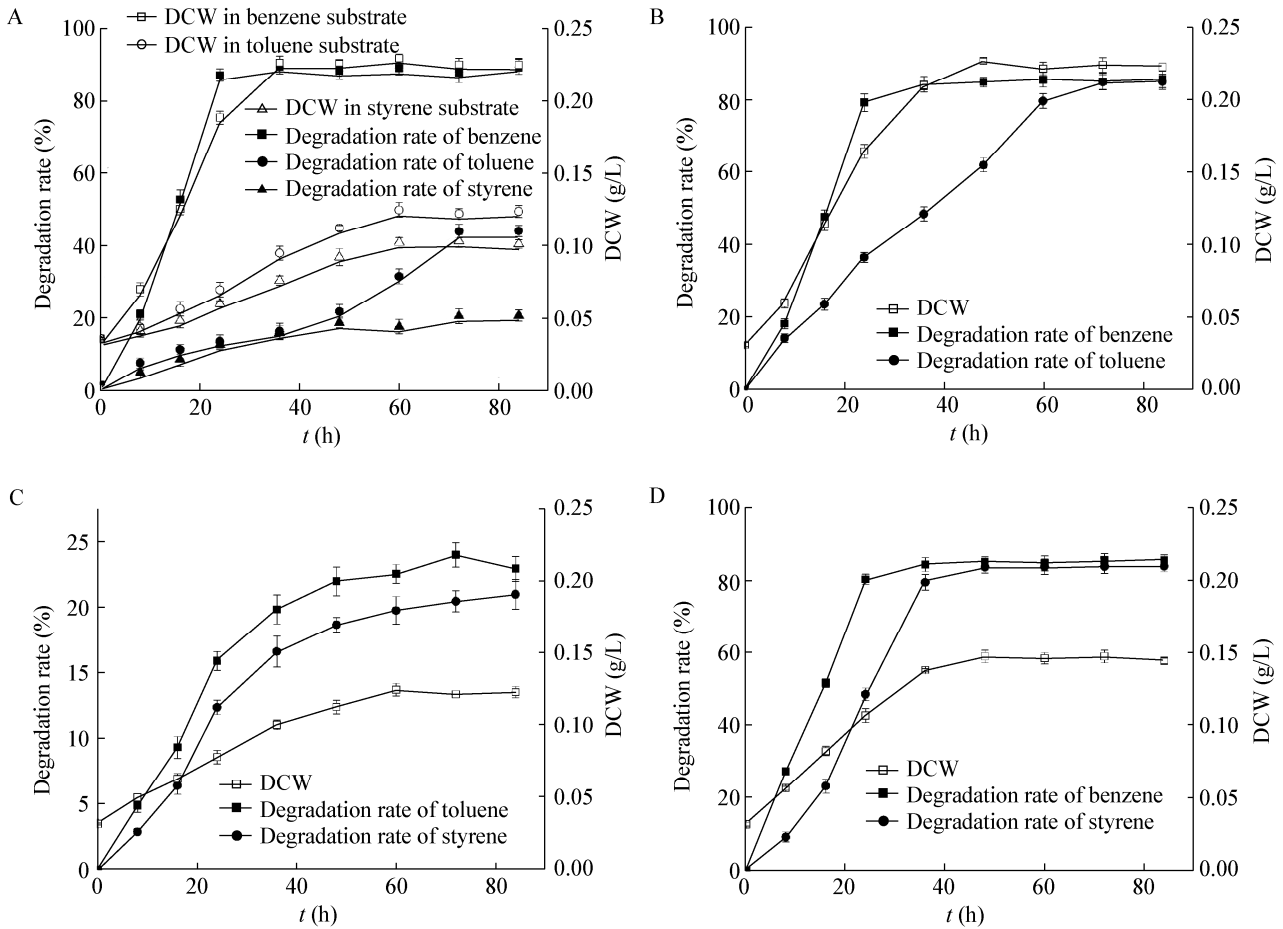 A
DCW in benzene substrate
DCW in toluene substrate
DCW in styrene substrate
Degradation rate of benzene
Degradation rate of toluene
Degradation rate of styrene
100
80
60
40
20
0
Degradation rate (%)
0.25
0.20
0.15
0.10
0.05
0.00
DCW (g/L)
0 20 40 60 80
t (h)
B
100
80
60
40
20
0
Degradation rate (%)
DCW
Degradation rate of benzene
Degradation rate of toluene
0.25
0.20
0.15
0.10
0.05
0.00
DCW (g/L)
0 20 40 60 80
t (h)
C
25
20
15
10
5
0
Degradation rate (%)
DCW
Degradation rate of toluene
Degradation rate of styrene
0.25
0.20
0.15
0.10
0.05
0.00
DCW (g/L)
0 20 40 60 80
t (h)
D
100
80
60
40
20
0
Degradation rate (%)
DCW
Degradation rate of benzene
Degradation rate of styrene
0.25
0.20
0.15
0.10
0.05
0.00
DCW (g/L)
0 20 40 60 80
t (h)